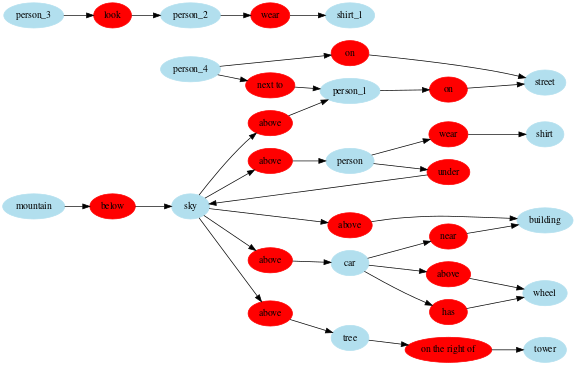 person_3 look person_2 wear shirt_1
person_4 on street
next to person_1 on
above
above person wear shirt
under
mountain below sky
above building
above car near
above wheel
has
above tree on the right of tower